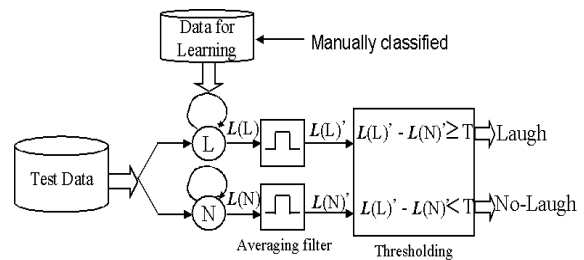 Data for
Learning
Manually classified
L
L(L)
L(L)'
L(L)' - L(N)' ≥ T
Laugh
Test Data
N
L(N)
L(N)'
L(L)' - L(N)' < T
No-Laugh
Averaging filter
Thresholding